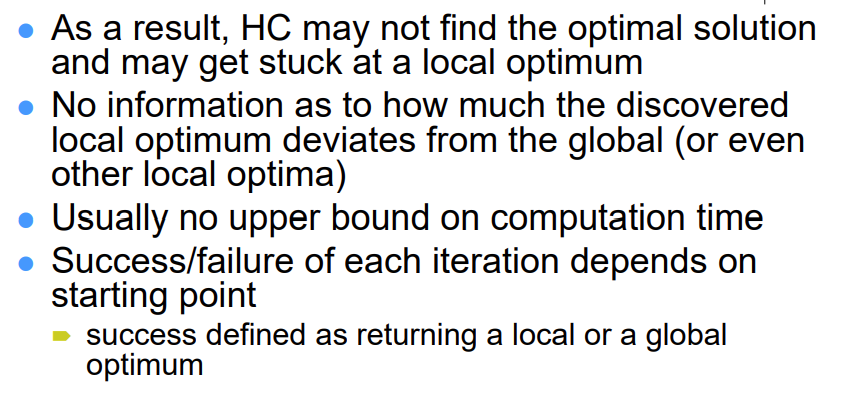 As a result, HC may not find the optimal solution
and may get stuck at a local optimum
No information as to how much the discovered
local optimum deviates from the global (or even
other local optima)
Usually no upper bound on computation time
Success/failure of each iteration depends on
starting point
success defined as returning a local or a global
optimum